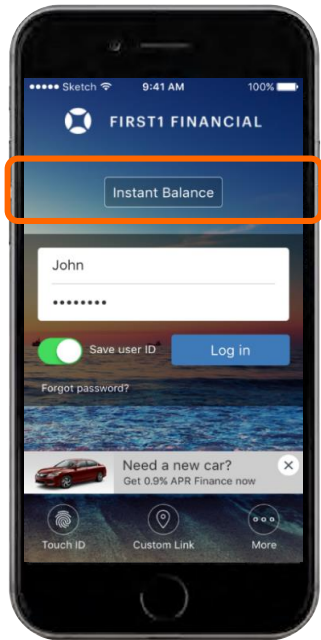 Sketch 9:41 AM 100%
FIRST1 FINANCIAL
Instant Balance
John
••••••••
Save user ID Log in
Forgot password?
Need a new car?
Get 0.9% APR Finance now
Touch ID Custom Link More